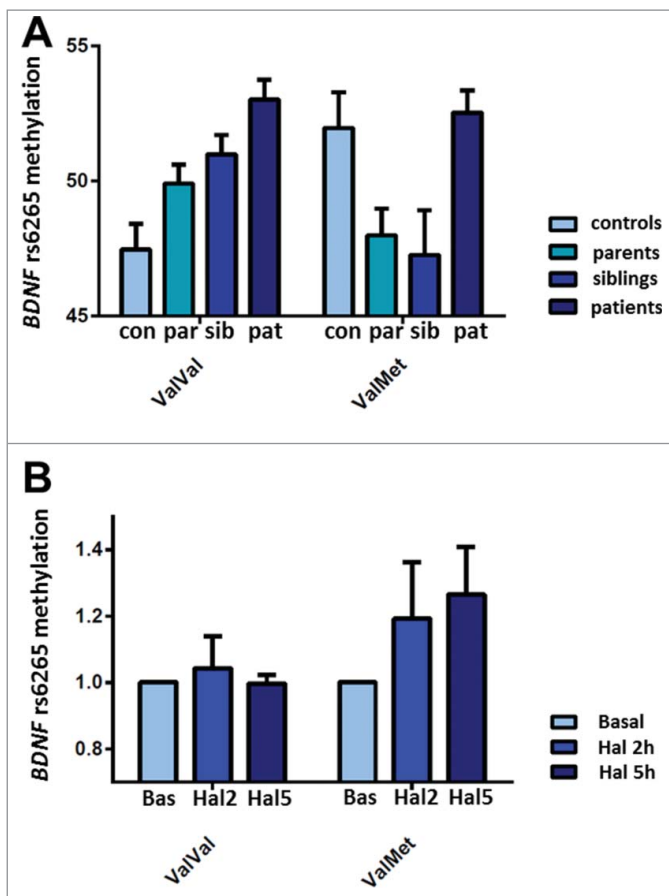 A
55
50
45
BDNF rs6265 methylation
con par sib pat con par sib pat
ValVal ValMet
controls
parents
siblings
patients
B
1.4
1.2
1.0
0.8
BDNF rs6265 methylation
Bas Hal2 Hal5 Bas Hal2 Hal5
ValVal ValMet
Basal
Hal 2h
Hal 5h